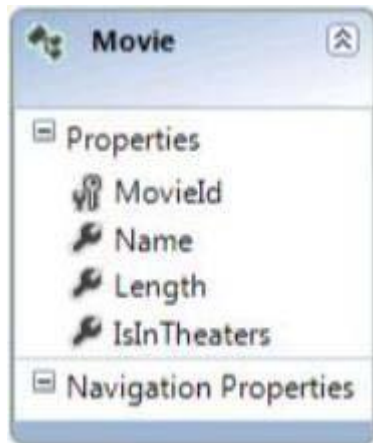 Movie
Properties
MovieId
Name
Length
IsInTheaters
Navigation Properties